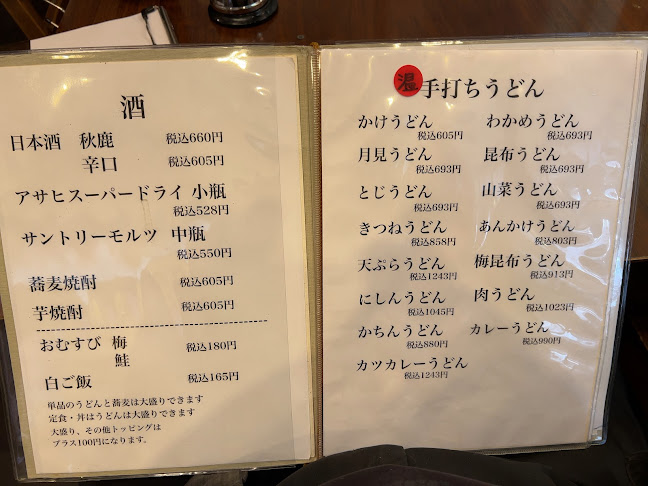 酒
日本酒 秋鹿 税込660円
辛口 税込605円
アサヒスーパードライ 小瓶
税込528円
サントリーモルツ 中瓶
税込550円
蕎麦焼酎 税込605円
芋焼酎 税込605円
おむすび 梅 税込180円
鮭
白ご飯 税込165円
単品のうどんと蕎麦は大盛りできます
定食・丼はうどんは大盛りできます
大盛り、その他トッピングは
プラス100円になります。
温 手打ちうどん
かけうどん わかめうどん
税込605円 税込693円
月見うどん 昆布うどん
税込693円 税込693円
とじうどん 山菜うどん
税込693円 税込693円
きつねうどん あんかけうどん
税込858円 税込803円
天ぷらうどん 梅昆布うどん
税込1243円 税込913円
にしんうどん 肉うどん
税込1045円 税込1023円
かちんうどん カレーうどん
税込880円 税込990円
カツカレーうどん
税込1243円